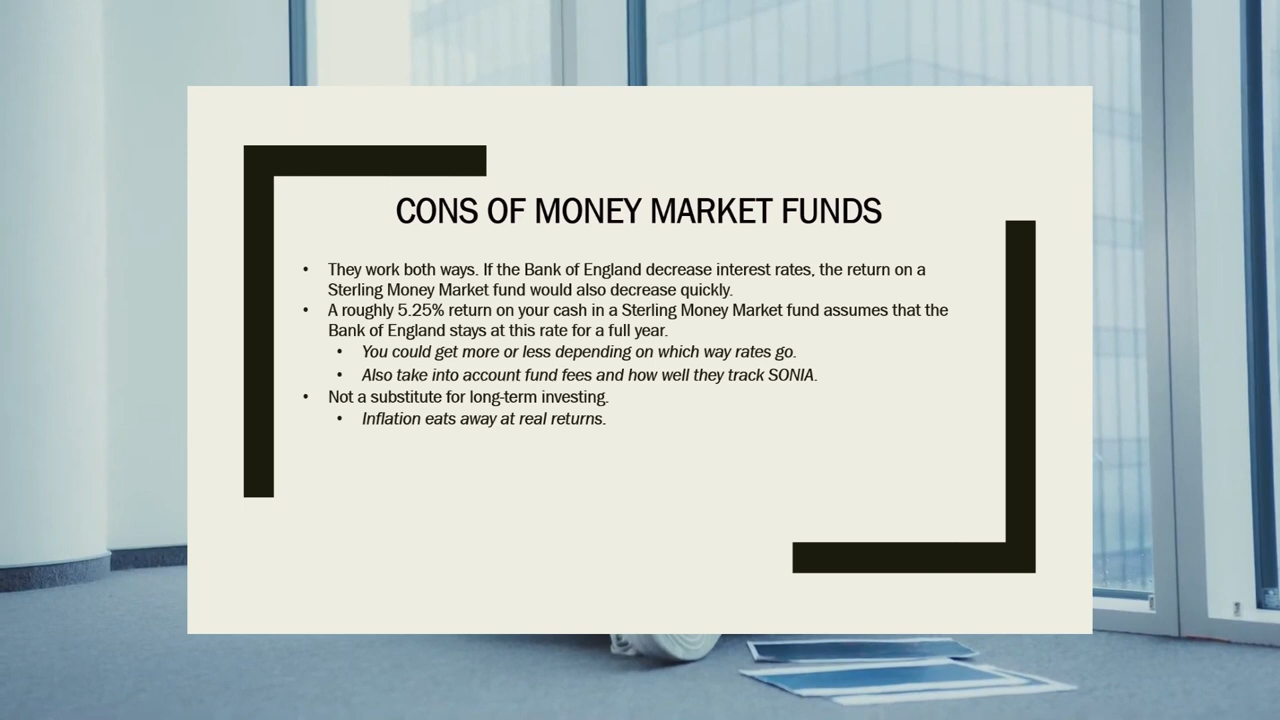 CONS OF MONEY MARKET FUNDS
• They work both ways. If the Bank of England decrease interest rates, the return on a
Sterling Money Market fund would also decrease quickly.
• A roughly 5.25% return on your cash in a Sterling Money Market fund assumes that the
Bank of England stays at this rate for a full year.
• You could get more or less depending on which way rates go.
• Also take into account fund fees and how well they track SONIA.
• Not a substitute for long-term investing.
• Inflation eats away at real returns.